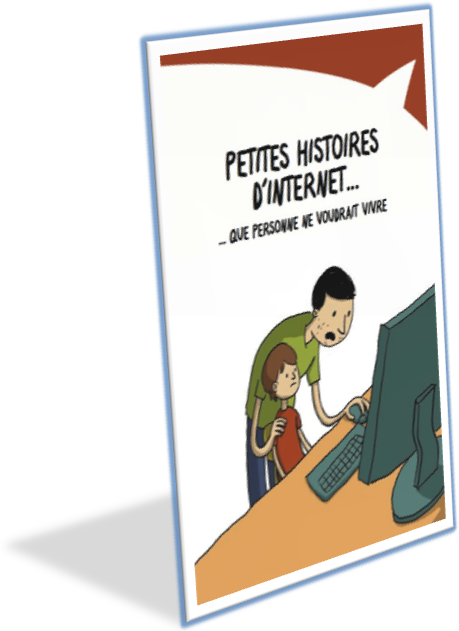 PETITES HISTOIRES
D'INTERNET...
... QUE PERSONNE NE VOUDRAIT VIVRE